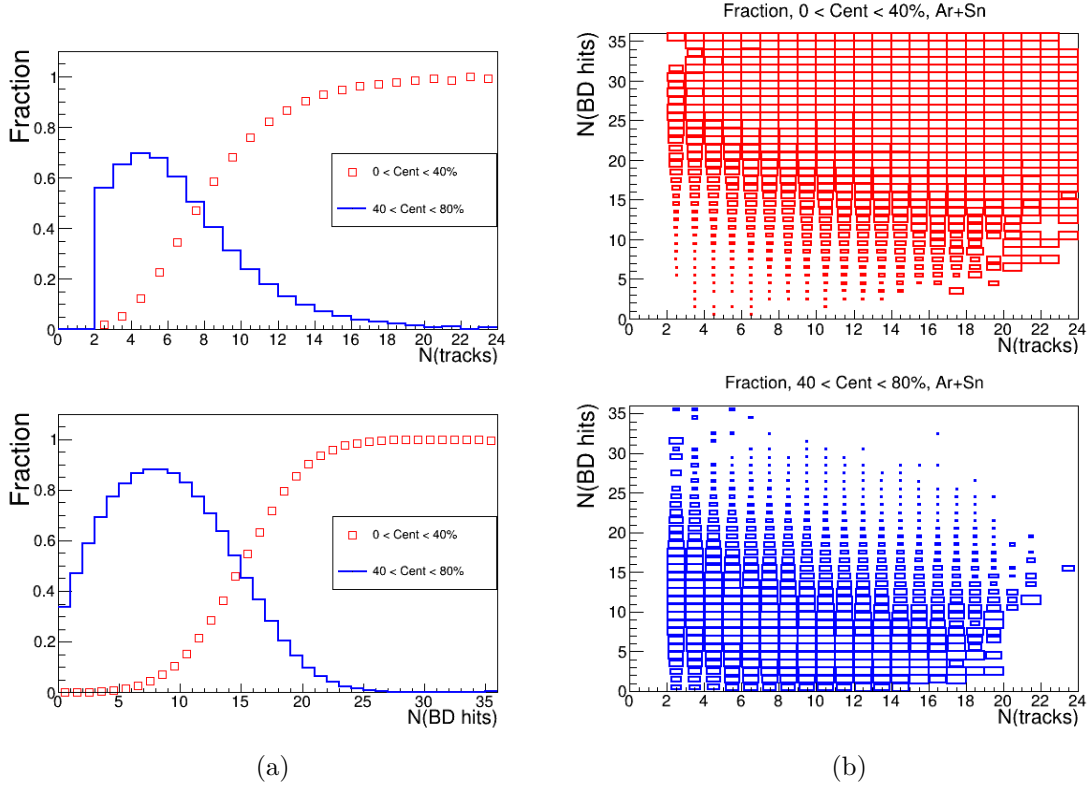 Fraction
1
0.8
0.6
0.4
0.2
0
0 < Cent < 40%
40 < Cent < 80%
0 2 4 6 8 10 12 14 16 18 20 22 24
N(tracks)
Fraction, 0 < Cent < 40%, Ar+Sn
N(BD hits)
35
30
25
20
15
10
5
0
0 2 4 6 8 10 12 14 16 18 20 22 24
N(tracks)
Fraction
1
0.8
0.6
0.4
0.2
0
0 < Cent < 40%
40 < Cent < 80%
0 5 10 15 20 25 30 35
N(BD hits)
Fraction, 40 < Cent < 80%, Ar+Sn
N(BD hits)
35
30
25
20
15
10
5
0
0 2 4 6 8 10 12 14 16 18 20 22 24
N(tracks)
(a)
(b)